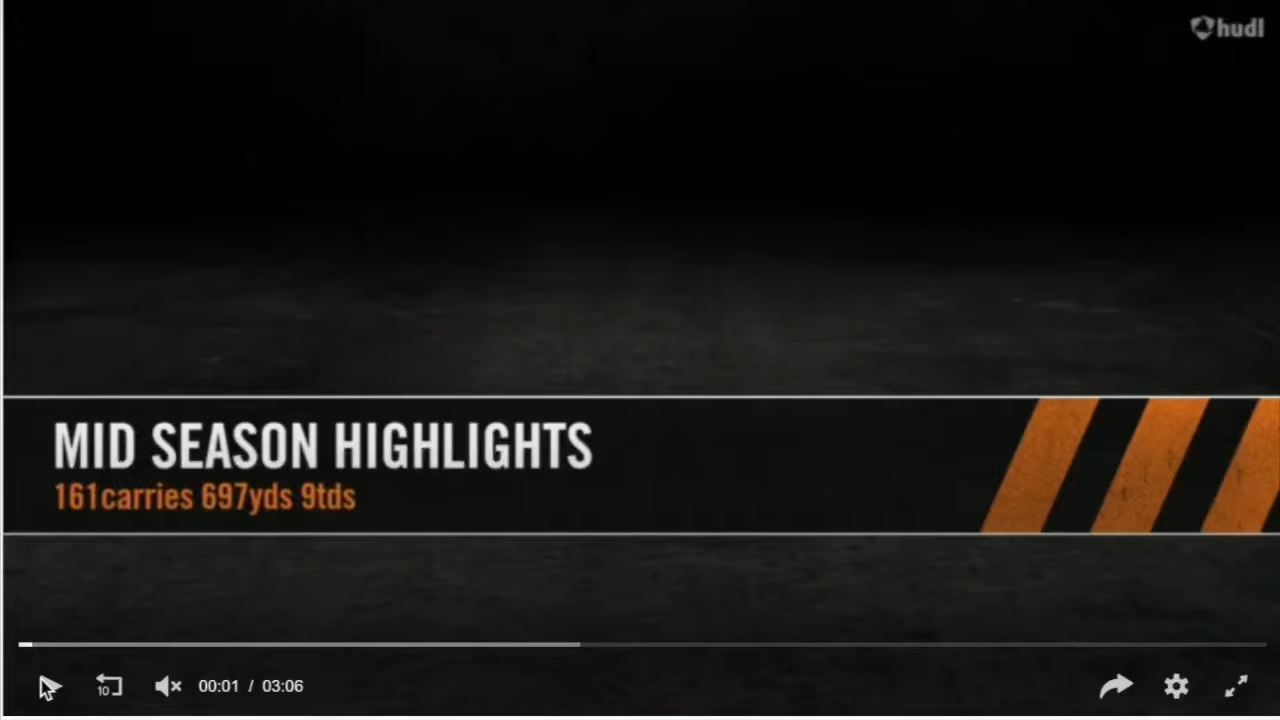 hudl
MID SEASON HIGHLIGHTS
161carries 697yds 9tds
10
00:01 / 03:06